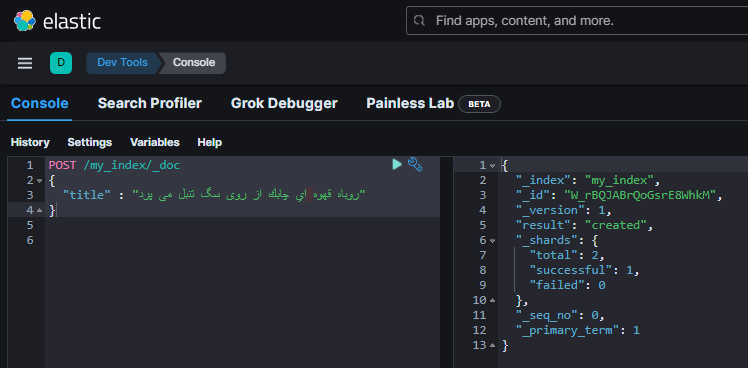 elastic
Find apps, content, and more.
D
Dev Tools
Console
Console
Search Profiler
Grok Debugger
Painless Lab
BETA
History
Settings
Variables
Help
1 POST /my_index/_doc
2 {
3 "title" : "روباه قهوه اي چابك از روی سگ تنبل می پرد"
4 }
5
6
1 {
2 "_index": "my_index",
3 "_id": "W_rBQJABrQoGsrE8WhkM",
4 "_version": 1,
5 "result": "created",
6 "_shards": {
7 "total": 2,
8 "successful": 1,
9 "failed": 0
10 },
11 "_seq_no": 0,
12 "_primary_term": 1
13 }